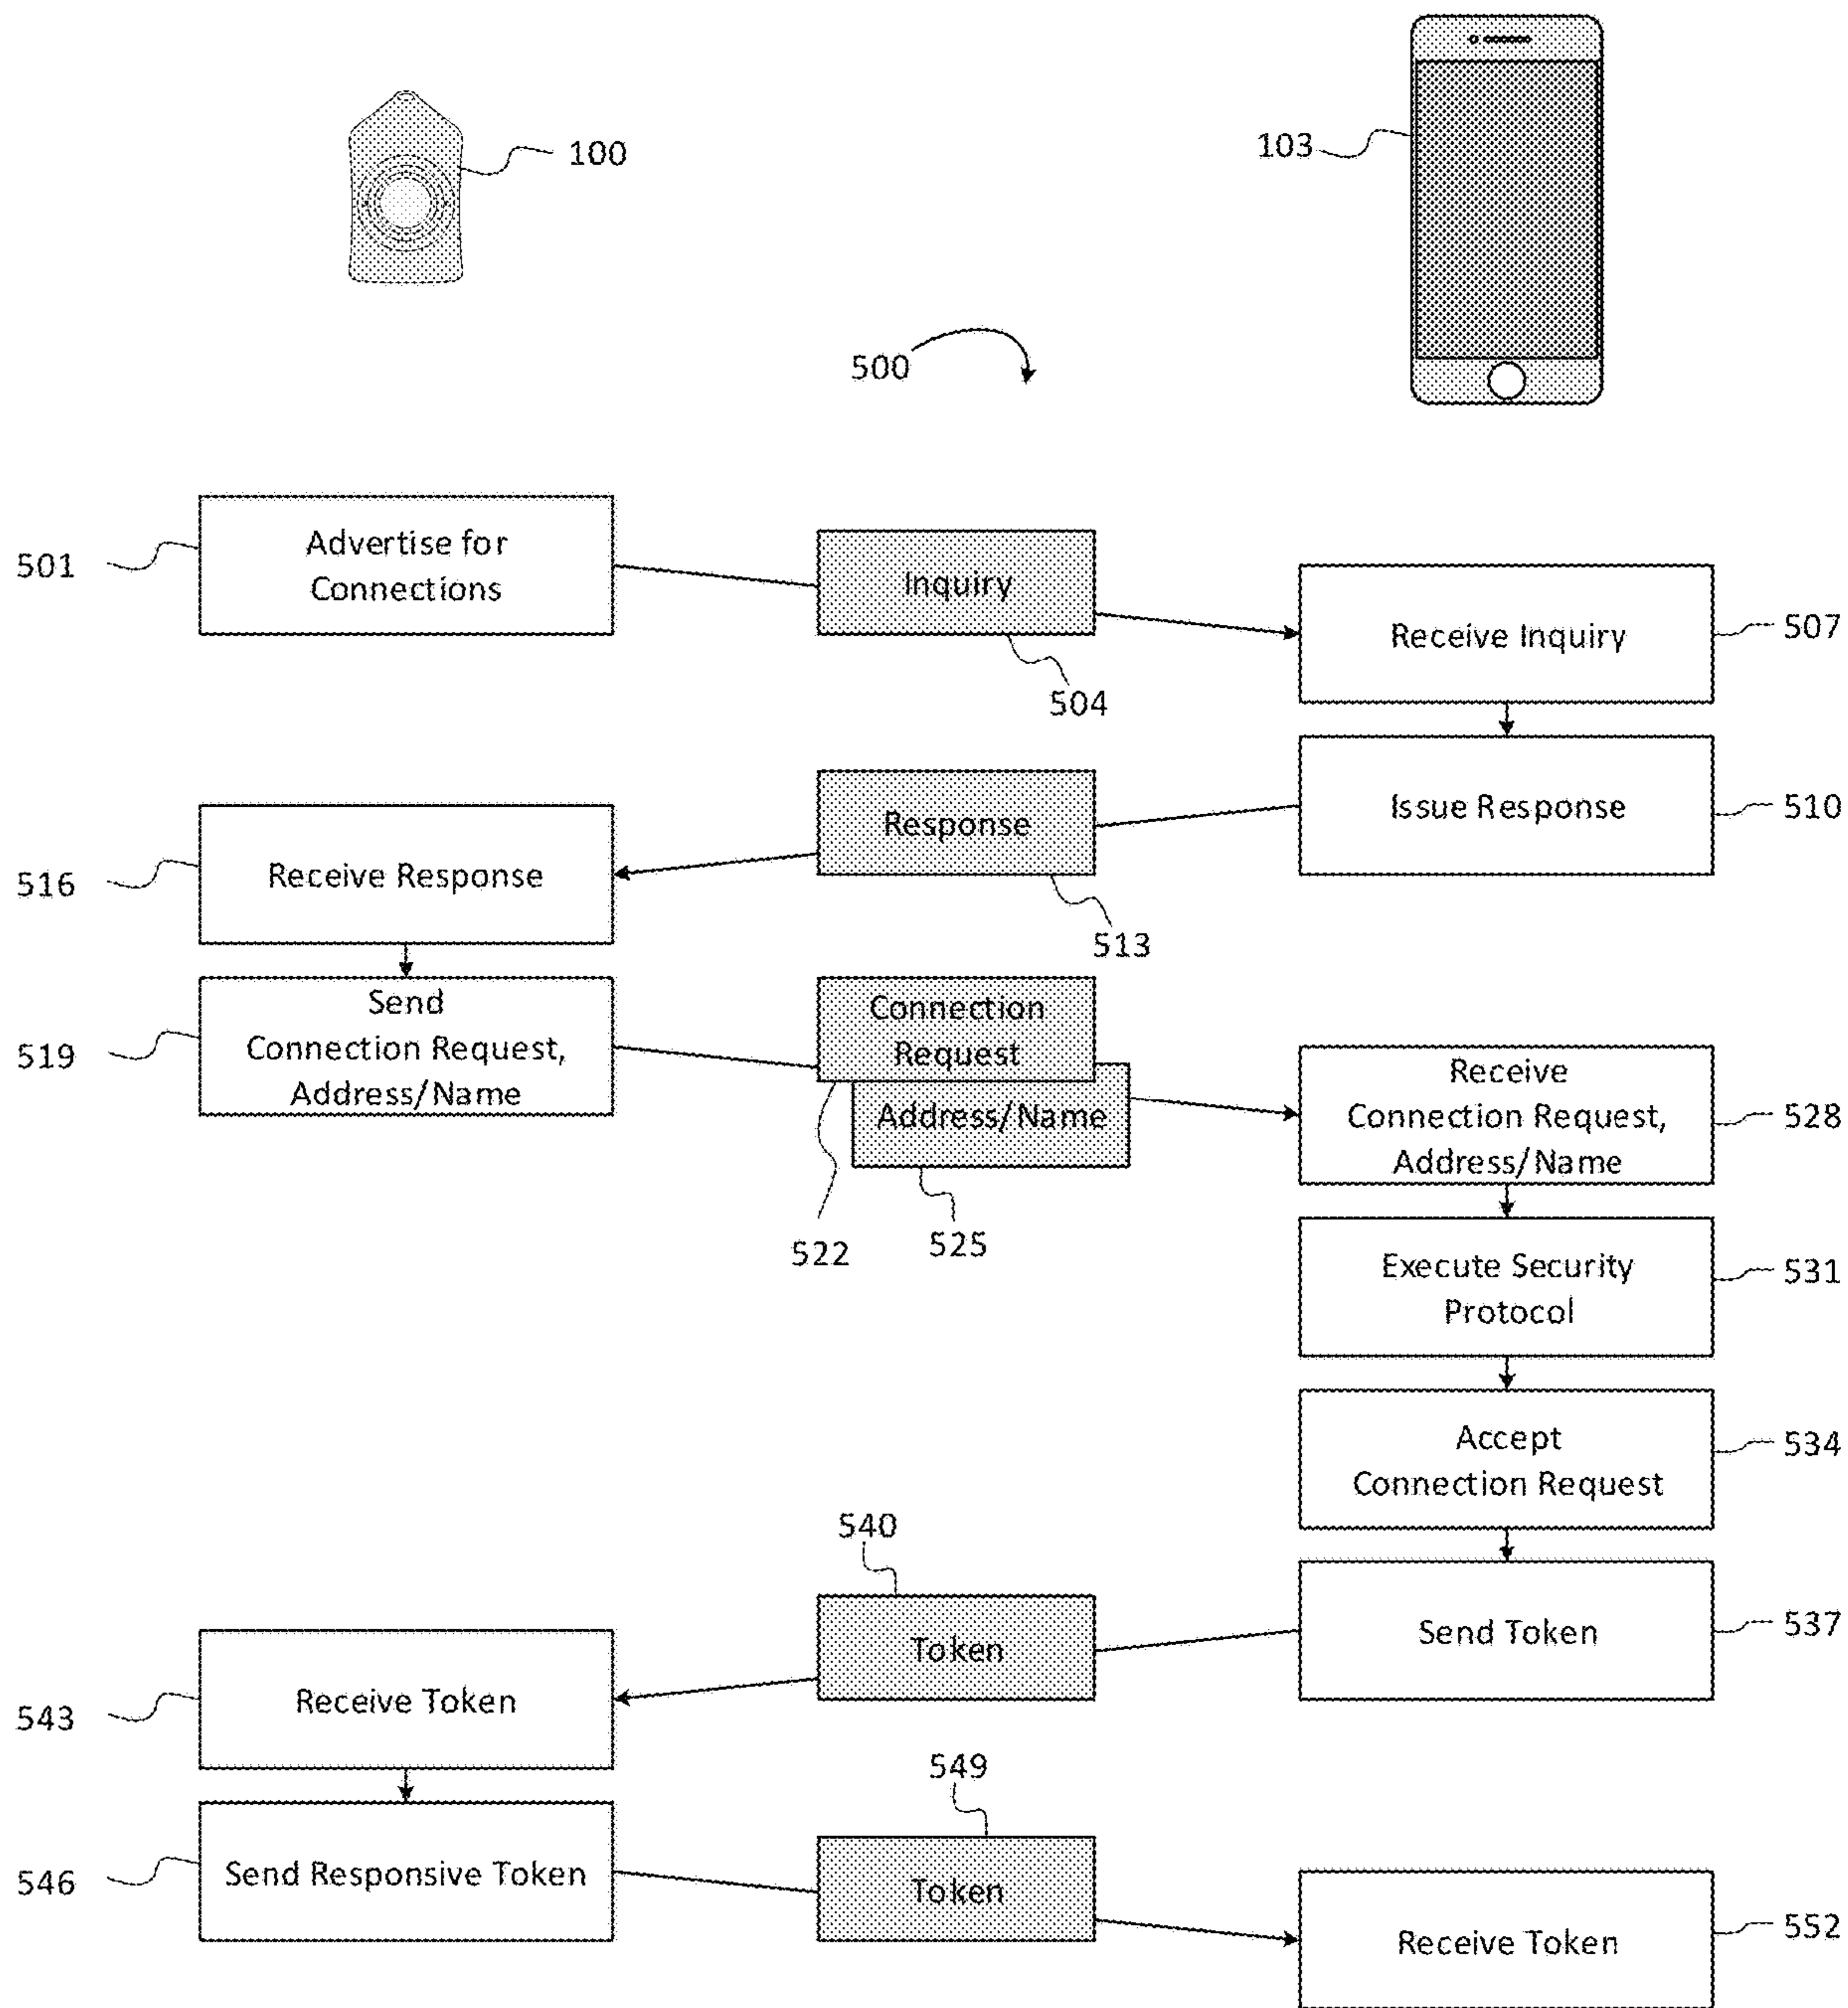 100
103
500
501
Advertise for
Connections
Inquiry
504
Receive Inquiry
507
Issue Response
510
Response
513
516
Receive Response
519
Send
Connection Request,
Address/Name
Connection
Request
Address/Name
522
525
Receive
Connection Request,
Address/Name
528
Execute Security
Protocol
531
Accept
Connection Request
534
540
Token
Send Token
537
543
Receive Token
549
546
Send Responsive Token
Token
Receive Token
552